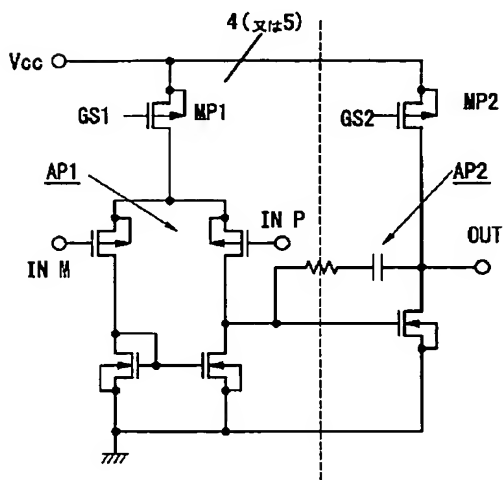 4(又は5)
Vcc
GS1
MP1
GS2
MP2
AP1
AP2
IN M
IN P
OUT